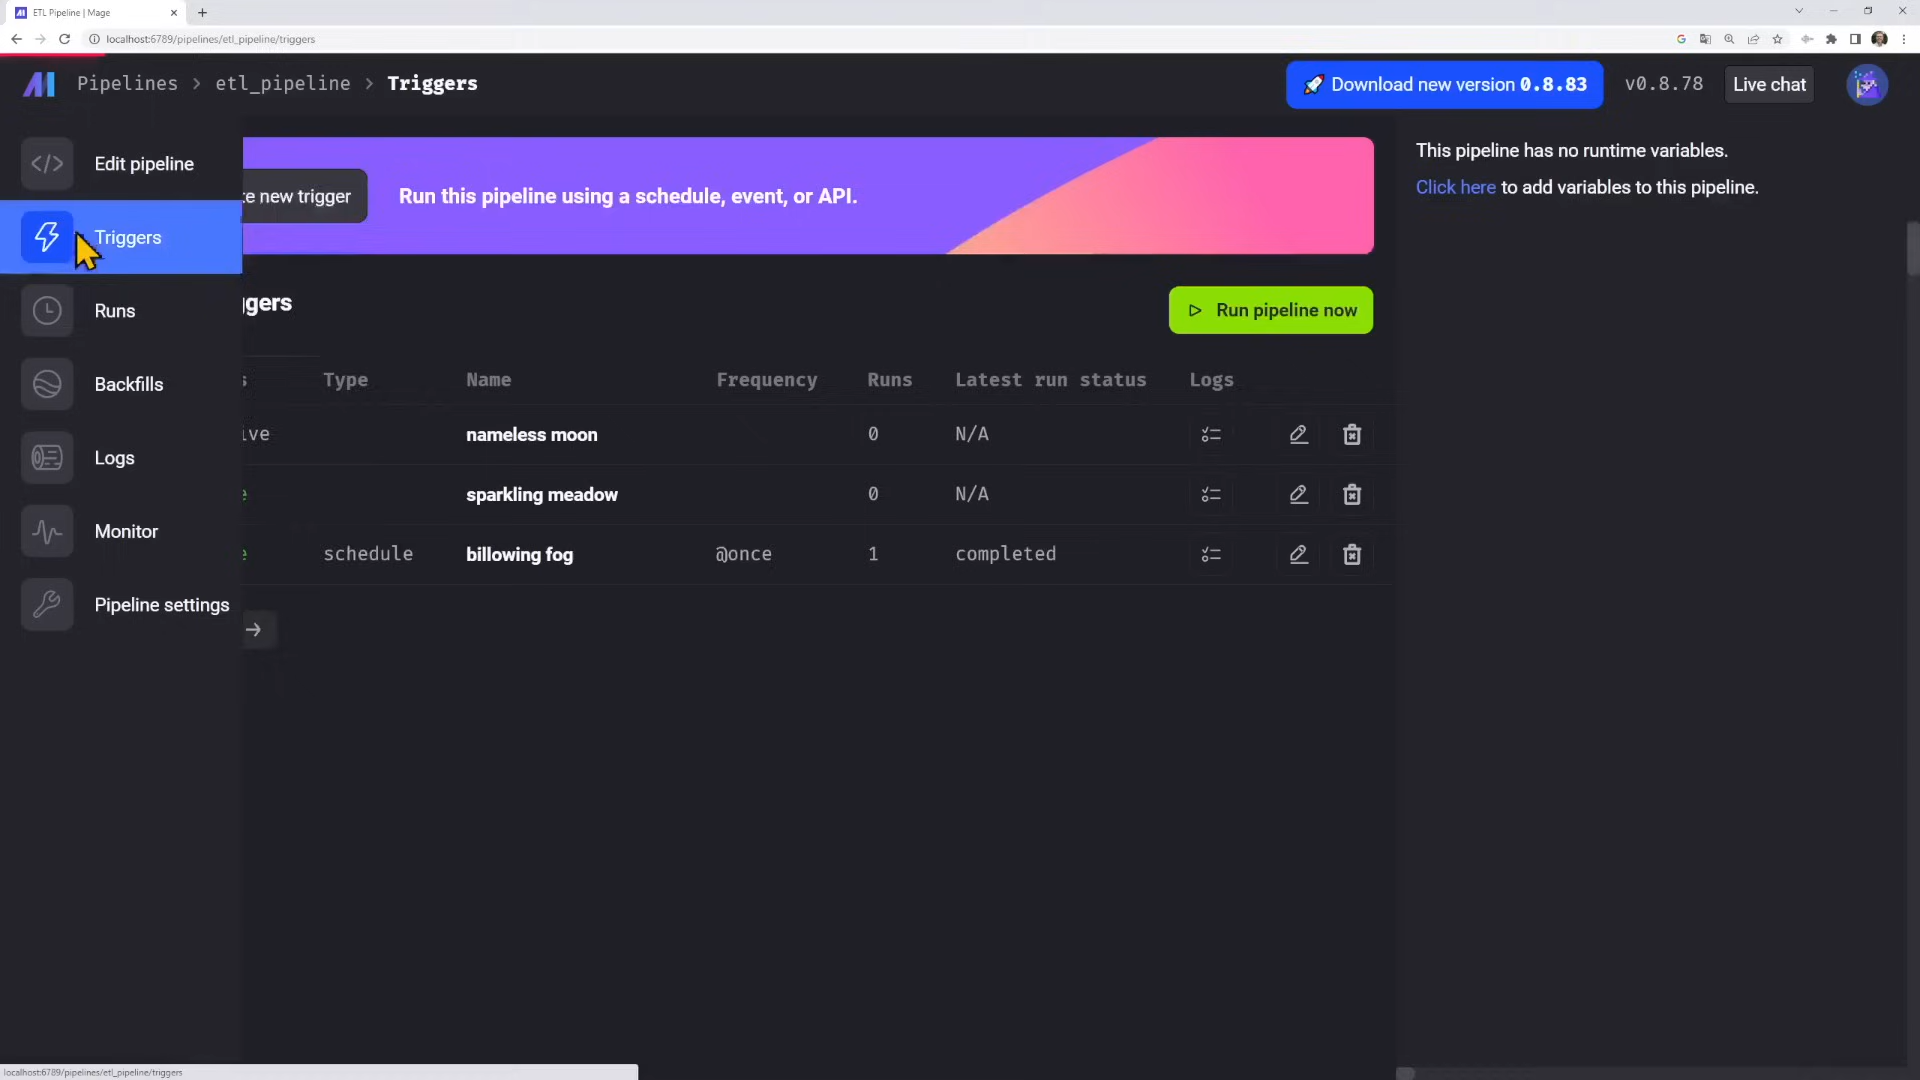 ETL Pipeline | Mage
localhost:6789/pipelines/etl_pipeline/triggers
Pipelines > etl_pipeline > Triggers
Download new version 0.8.83
v0.8.78
Live chat
Edit pipeline
Triggers
Runs
Backfills
Logs
Monitor
Pipeline settings
te new trigger
Run this pipeline using a schedule, event, or API.
ggers
Run pipeline now
s Type Name Frequency Runs Latest run status Logs
ive nameless moon 0 N/A
e sparkling meadow 0 N/A
e schedule billowing fog @once 1 completed
This pipeline has no runtime variables.
Click here to add variables to this pipeline.
localhost:6789/pipelines/etl_pipeline/triggers